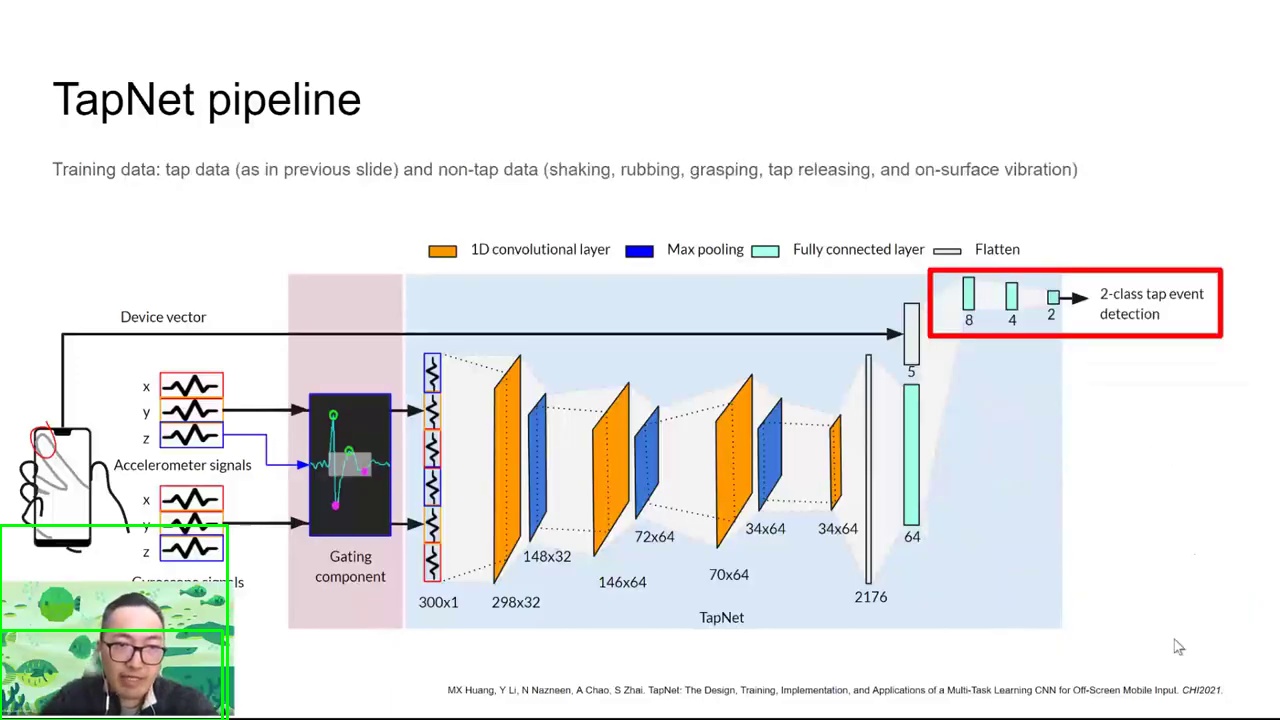 TapNet pipeline
Training data: tap data (as in previous slide) and non-tap data (shaking, rubbing, grasping, tap releasing, and on-surface vibration)
1D convolutional layer
Max pooling
Fully connected layer
Flatten
8
4
2
2-class tap event
detection
Device vector
5
x
y
z
Accelerometer signals
x
y
z
Gating
component
300x1
298x32
148x32
146x64
72x64
70x64
34x64
34x64
2176
64
TapNet
MX Huang, Y Li, N Nazneen, A Chao, S Zhai. TapNet: The Design, Training, Implementation, and Applications of a Multi-Task Learning CNN for Off-Screen Mobile Input. CHI2021.